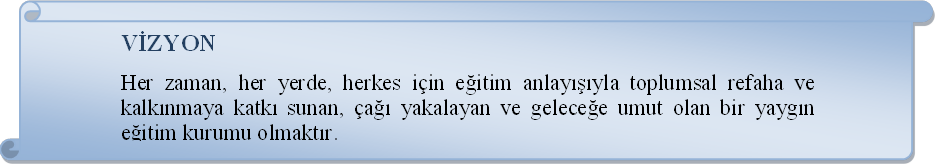 VİZYON
Her zaman, her yerde, herkes için eğitim anlayışıyla toplumsal refaha ve
kalkınmaya katkı sunan, çağı yakalayan ve geleceğe umut olan bir yaygın
eğitim kurumu olmaktır.